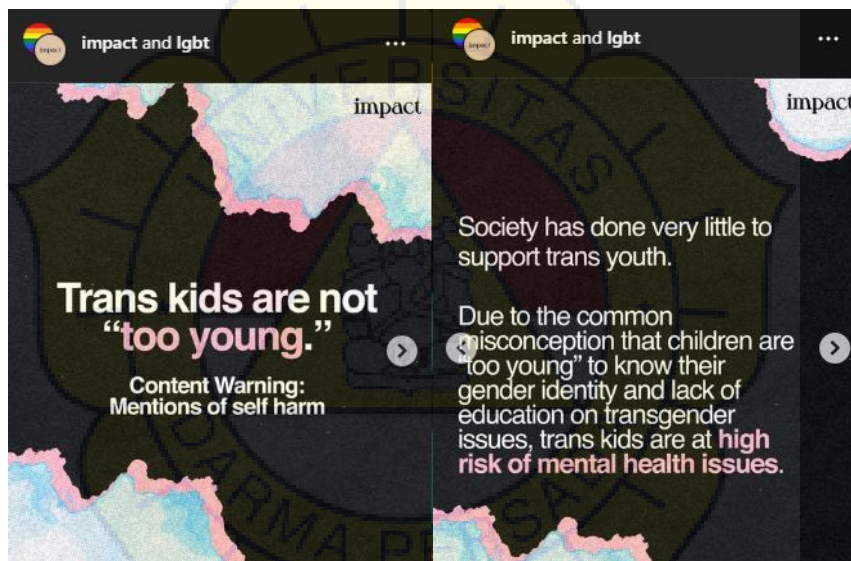 impact and lgbt
impact
Trans kids are not
“too young.”
Content Warning:
Mentions of self harm
impact and lgbt
impact
Society has done very little to
support trans youth.
Due to the common
misconception that children are
“too young” to know their
gender identity and lack of
education on transgender
issues, trans kids are at high
risk of mental health issues.
UNIVERSITAS
DARMA PERSADA